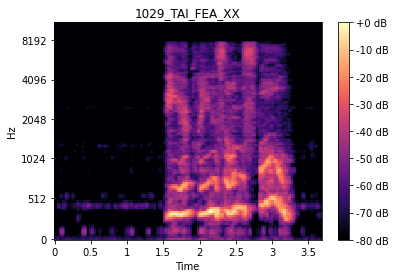 1029_TAI_FEA_XX
+0 dB
8192
-10 dB
4096
-20 dB
-30 dB
2048
Hz
-40 dB
1024
-50 dB
512
-60 dB
-70 dB
0
-80 dB
0 0.5 1 1.5 2 2.5 3 3.5
Time